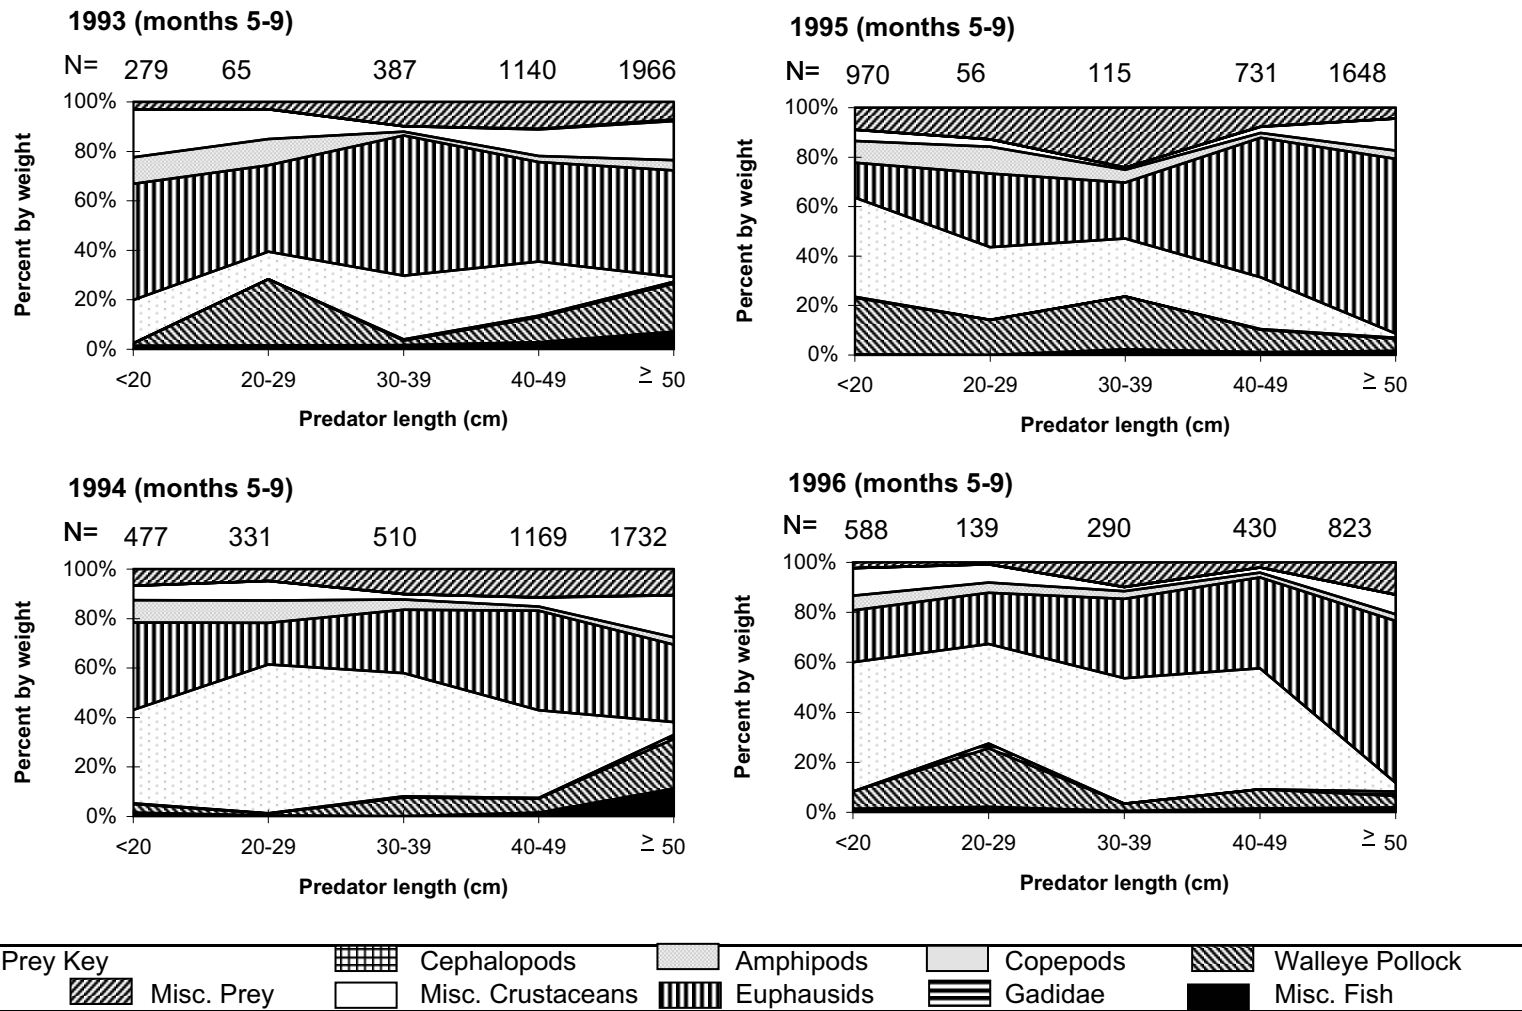 1993 (months 5-9)
N= 279 65 387 1140 1966
100%
80%
60%
40%
20%
0%
Percent by weight
<20 20-29 30-39 40-49 ≥ 50
Predator length (cm)
1995 (months 5-9)
N= 970 56 115 731 1648
100%
80%
60%
40%
20%
0%
Percent by weight
<20 20-29 30-39 40-49 ≥ 50
Predator length (cm)
1994 (months 5-9)
N= 477 331 510 1169 1732
100%
80%
60%
40%
20%
0%
Percent by weight
<20 20-29 30-39 40-49 ≥ 50
Predator length (cm)
1996 (months 5-9)
N= 588 139 290 430 823
100%
80%
60%
40%
20%
0%
Percent by weight
<20 20-29 30-39 40-49 ≥ 50
Predator length (cm)
Prey Key Cephalopods Amphipods Copepods Walleye Pollock
Misc. Prey Misc. Crustaceans Euphausids Gadidae Misc. Fish